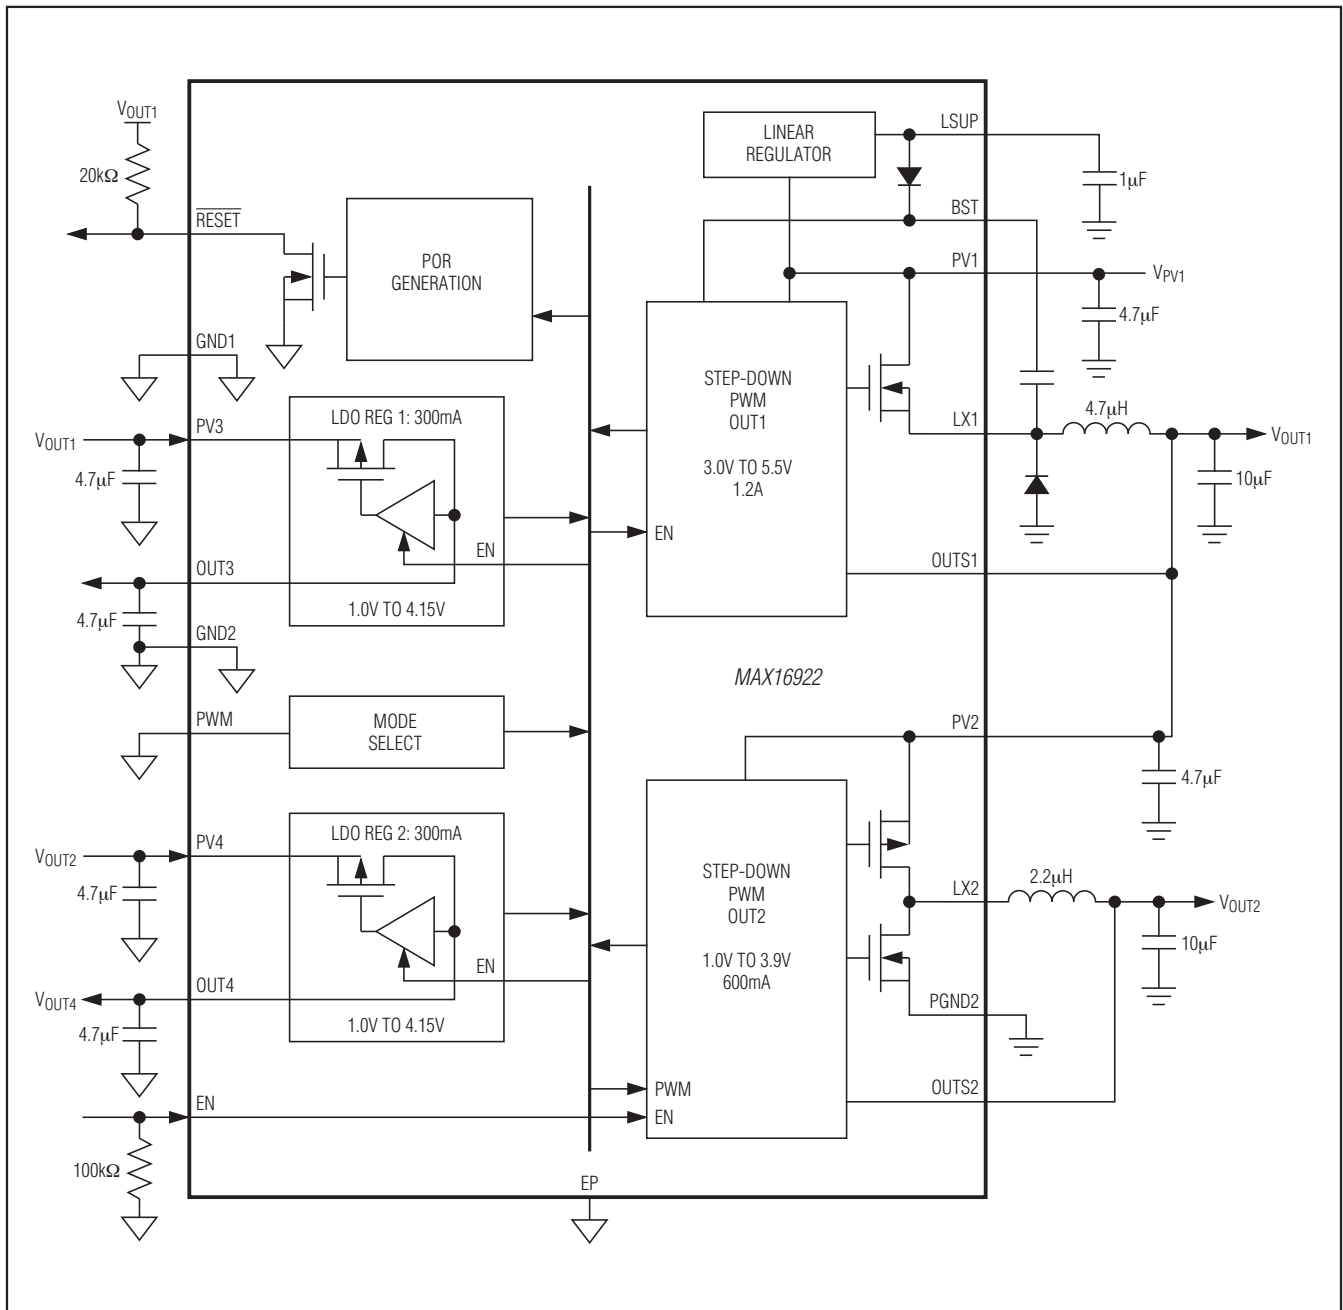 VOUT1
20kΩ
RESET
POR
GENERATION
GND1
LDO REG 1: 300mA
PV3
VOUT1
4.7µF
EN
OUT3
1.0V TO 4.15V
4.7µF
GND2
PWM
MODE
SELECT
LDO REG 2: 300mA
PV4
VOUT2
4.7µF
EN
OUT4
VOUT4
1.0V TO 4.15V
4.7µF
EN
100kΩ
EP
LINEAR
REGULATOR
LSUP
1µF
BST
PV1
VPV1
4.7µF
STEP-DOWN
PWM
OUT1
3.0V TO 5.5V
1.2A
EN
LX1
4.7µH
VOUT1
10µF
OUTS1
MAX16922
PV2
4.7µF
STEP-DOWN
PWM
OUT2
1.0V TO 3.9V
600mA
PWM
EN
LX2
2.2µH
VOUT2
10µF
PGND2
OUTS2